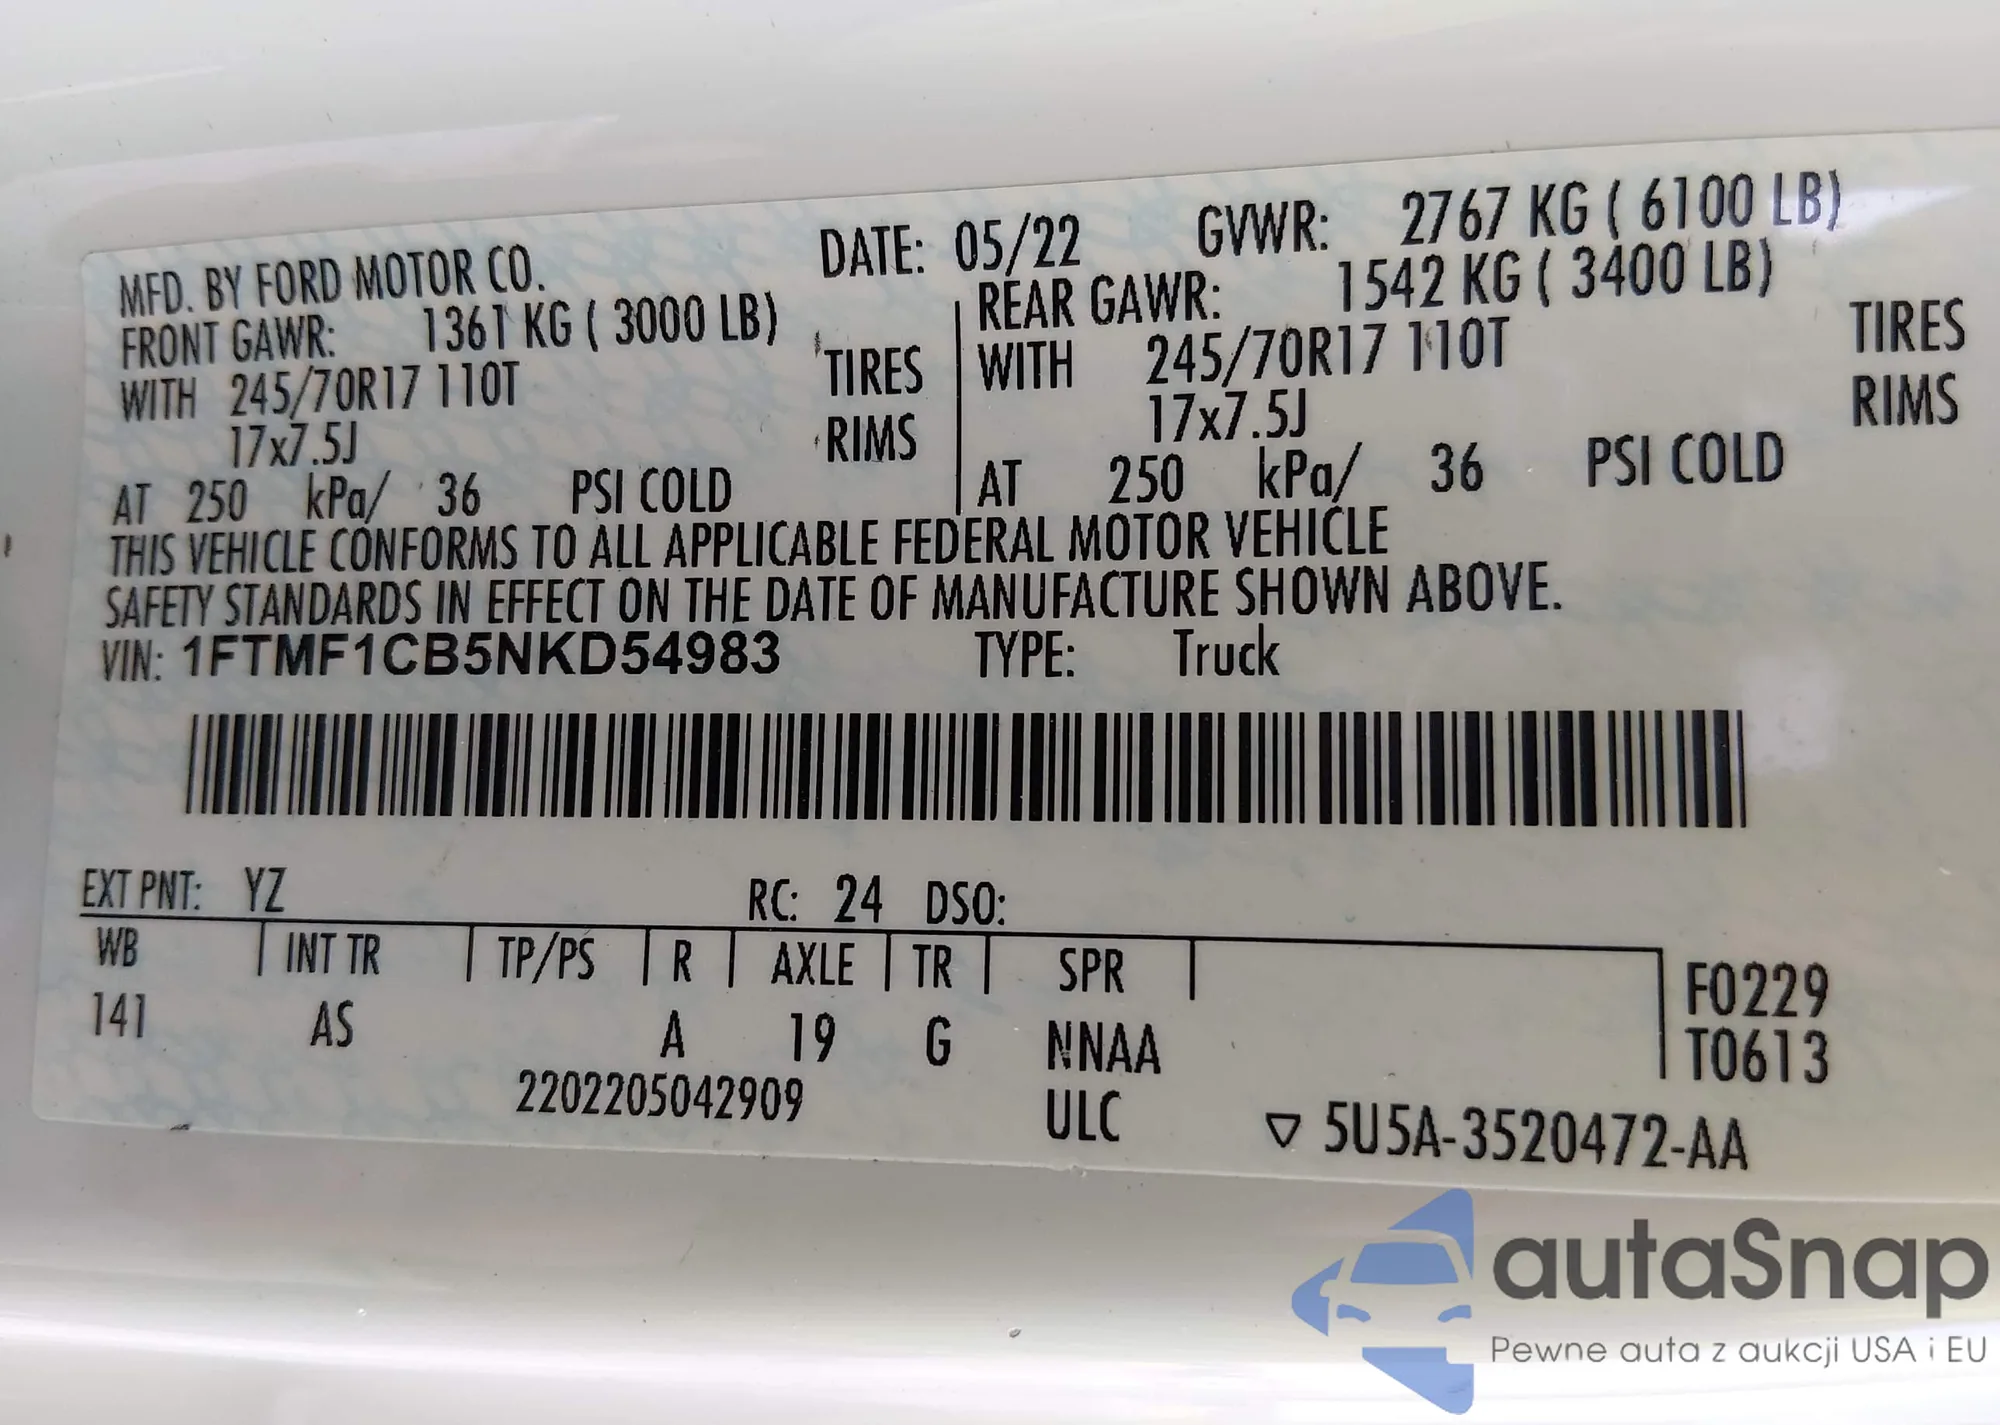 MFD. BY FORD MOTOR CO. DATE: 05/22 GVWR: 2767 KG ( 6100 LB)
FRONT GAWR: 1361 KG ( 3000 LB) REAR GAWR: 1542 KG ( 3400 LB)
WITH 245/70R17 110T TIRES WITH 245/70R17 110T TIRES
17x7.5J RIMS 17x7.5J RIMS
AT 250 kPa/ 36 PSI COLD AT 250 kPa/ 36 PSI COLD
THIS VEHICLE CONFORMS TO ALL APPLICABLE FEDERAL MOTOR VEHICLE
SAFETY STANDARDS IN EFFECT ON THE DATE OF MANUFACTURE SHOWN ABOVE.
VIN: 1FTMF1CB5NKD54983 TYPE: Truck
EXT PNT: YZ RC: 24 DSO:
WB INT TR TP/PS R AXLE TR SPR F0229
141 AS A 19 G NNAA T0613
2202205042909 ULC ▽ 5U5A-3520472-AA
autaSnap
Pewne auta z aukcji USA i EU